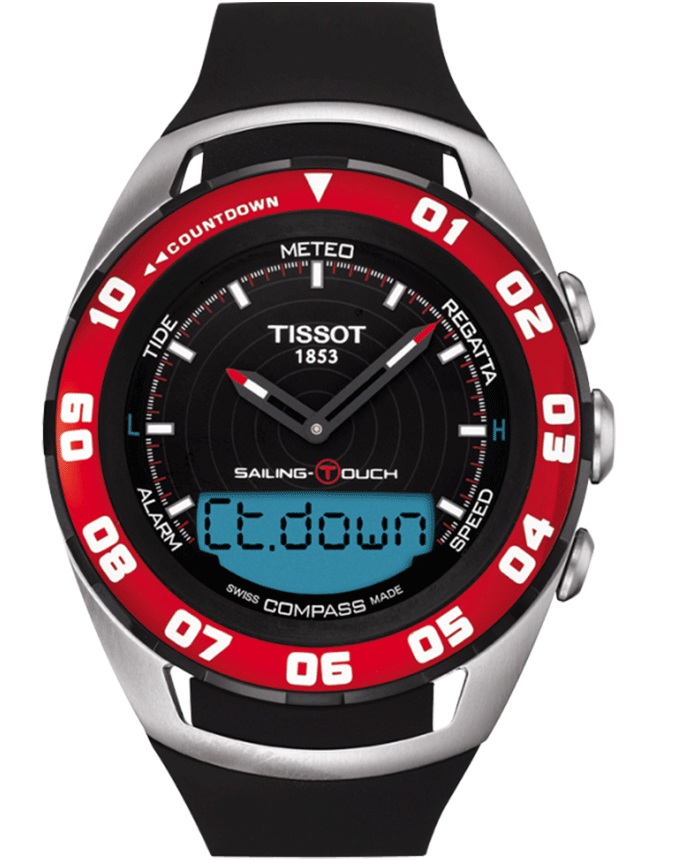 ◄◄COUNTDOWN
01
02
03
04
05
06
07
08
09
10
METEO
REGATTA
TIDE
TISSOT
1853
L
H
SAILING-TOUCH
ALARM
SPEED
Ct.down
SWISS COMPASS MADE